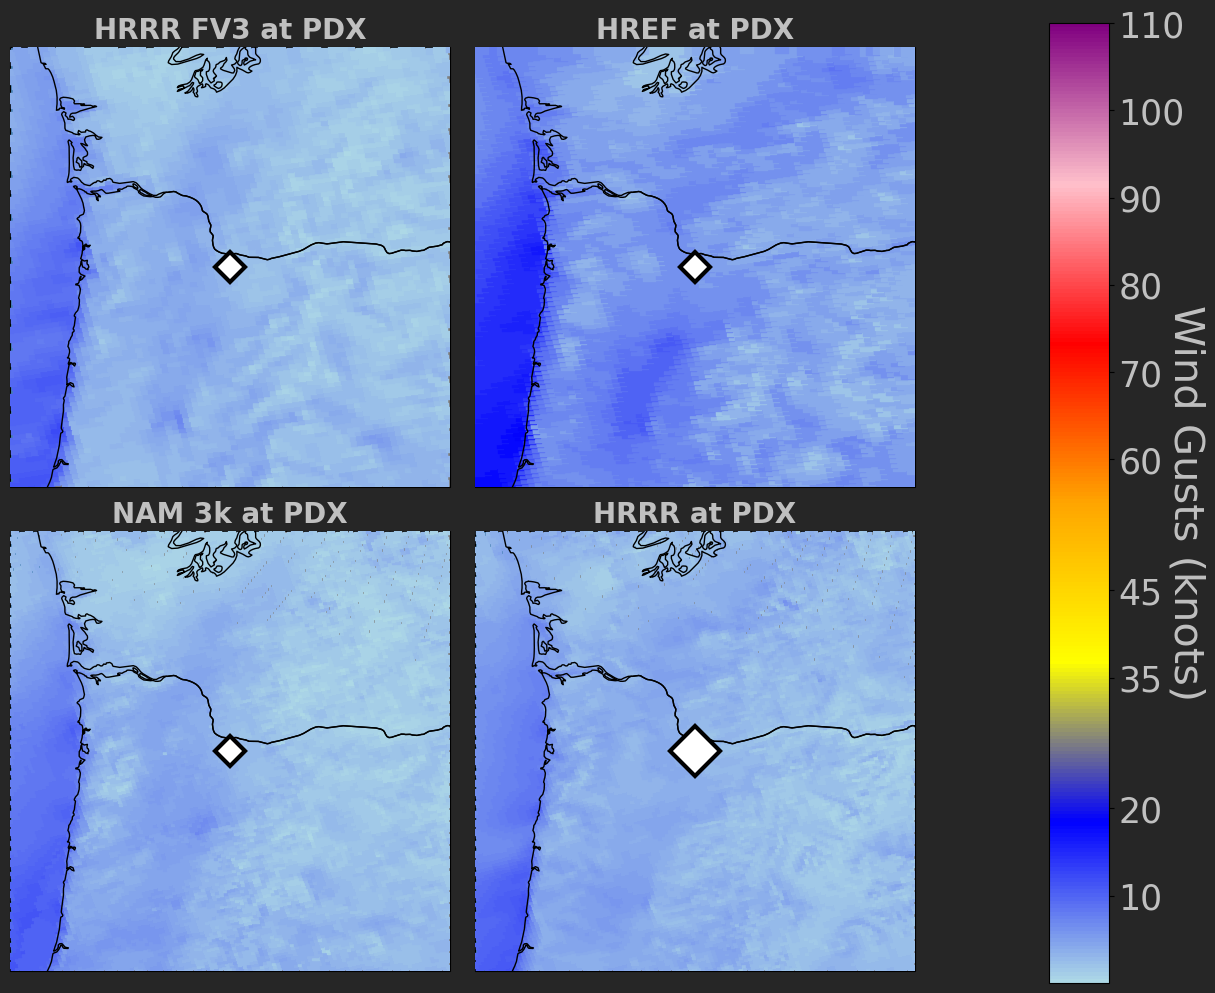 HRRR FV3 at PDX
HREF at PDX
NAM 3k at PDX
HRRR at PDX
110
100
90
80
70
60
45
35
20
10
Wind Gusts (knots)